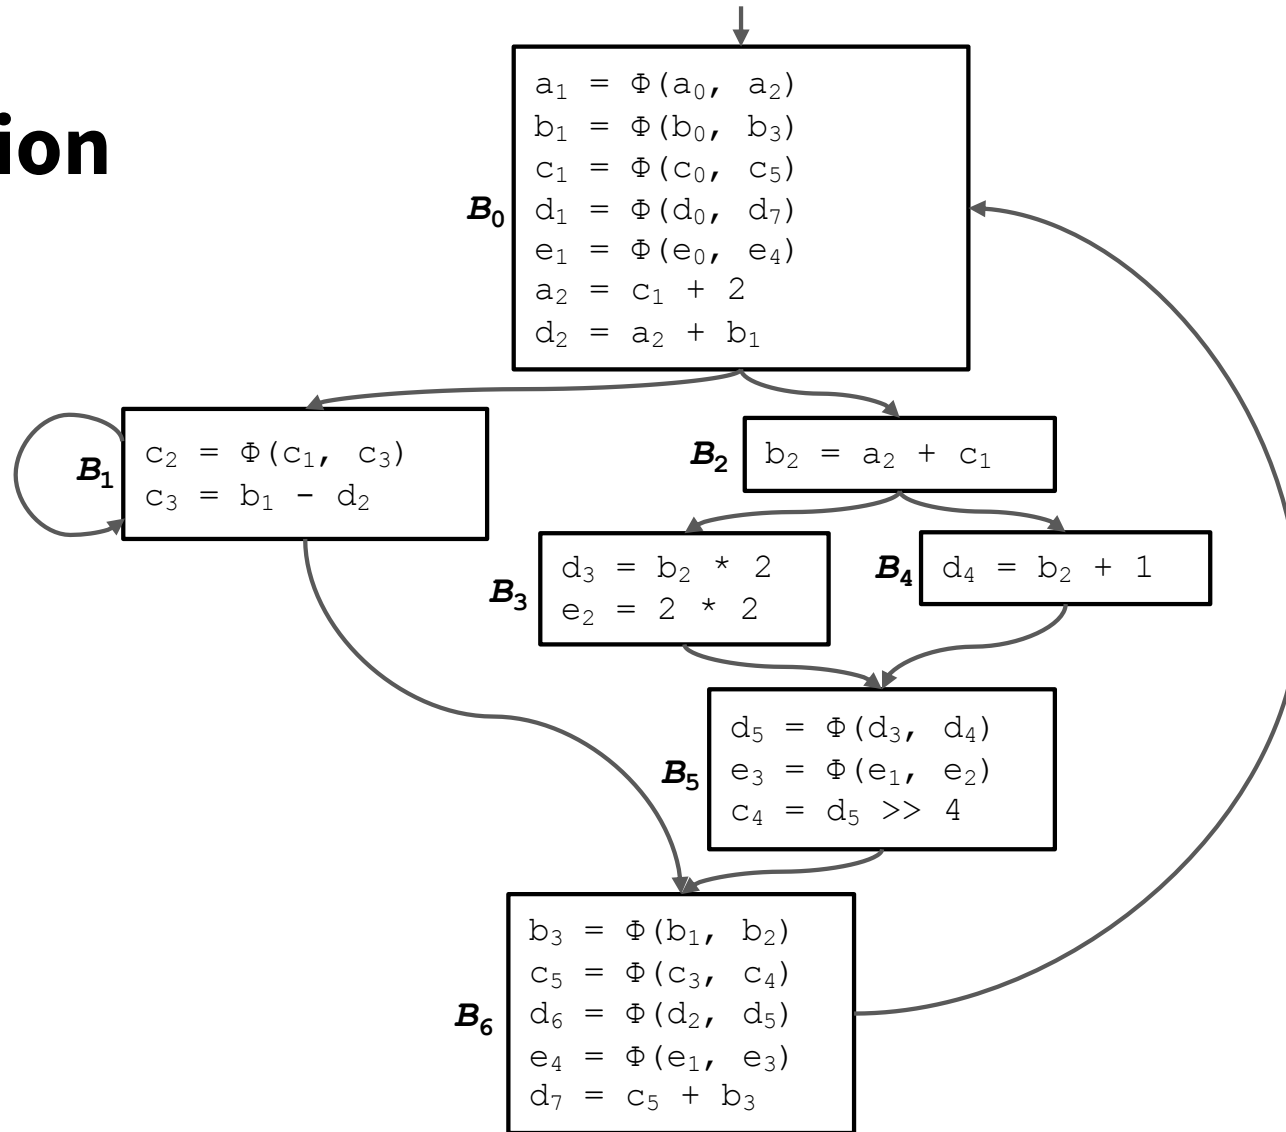 ion
B₀
a₁ = Φ(a₀, a₂)
b₁ = Φ(b₀, b₃)
c₁ = Φ(c₀, c₅)
d₁ = Φ(d₀, d₇)
e₁ = Φ(e₀, e₄)
a₂ = c₁ + 2
d₂ = a₂ + b₁
B₁
c₂ = Φ(c₁, c₃)
c₃ = b₁ - d₂
B₂
b₂ = a₂ + c₁
B₃
d₃ = b₂ * 2
e₂ = 2 * 2
B₄
d₄ = b₂ + 1
B₅
d₅ = Φ(d₃, d₄)
e₃ = Φ(e₁, e₂)
c₄ = d₅ >> 4
B₆
b₃ = Φ(b₁, b₂)
c₅ = Φ(c₃, c₄)
d₆ = Φ(d₂, d₅)
e₄ = Φ(e₁, e₃)
d₇ = c₅ + b₃